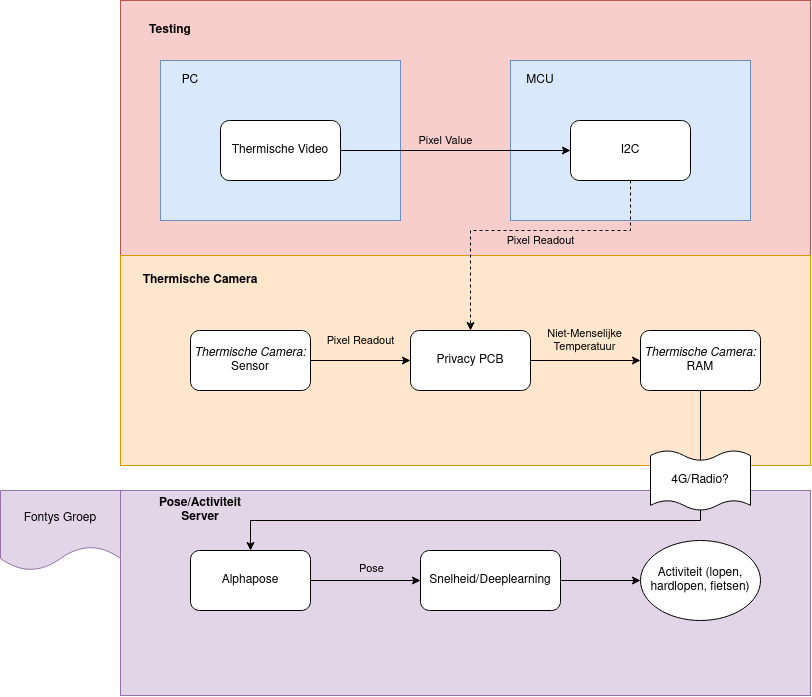 Testing
PC
MCU
Thermische Video
Pixel Value
I2C
Pixel Readout
Thermische Camera
Thermische Camera:
Sensor
Pixel Readout
Privacy PCB
Niet-Menselijke
Temperatuur
Thermische Camera:
RAM
4G/Radio?
Fontys Groep
Pose/Activiteit
Server
Alphapose
Pose
Snelheid/Deeplearning
Activiteit (lopen,
hardlopen, fietsen)